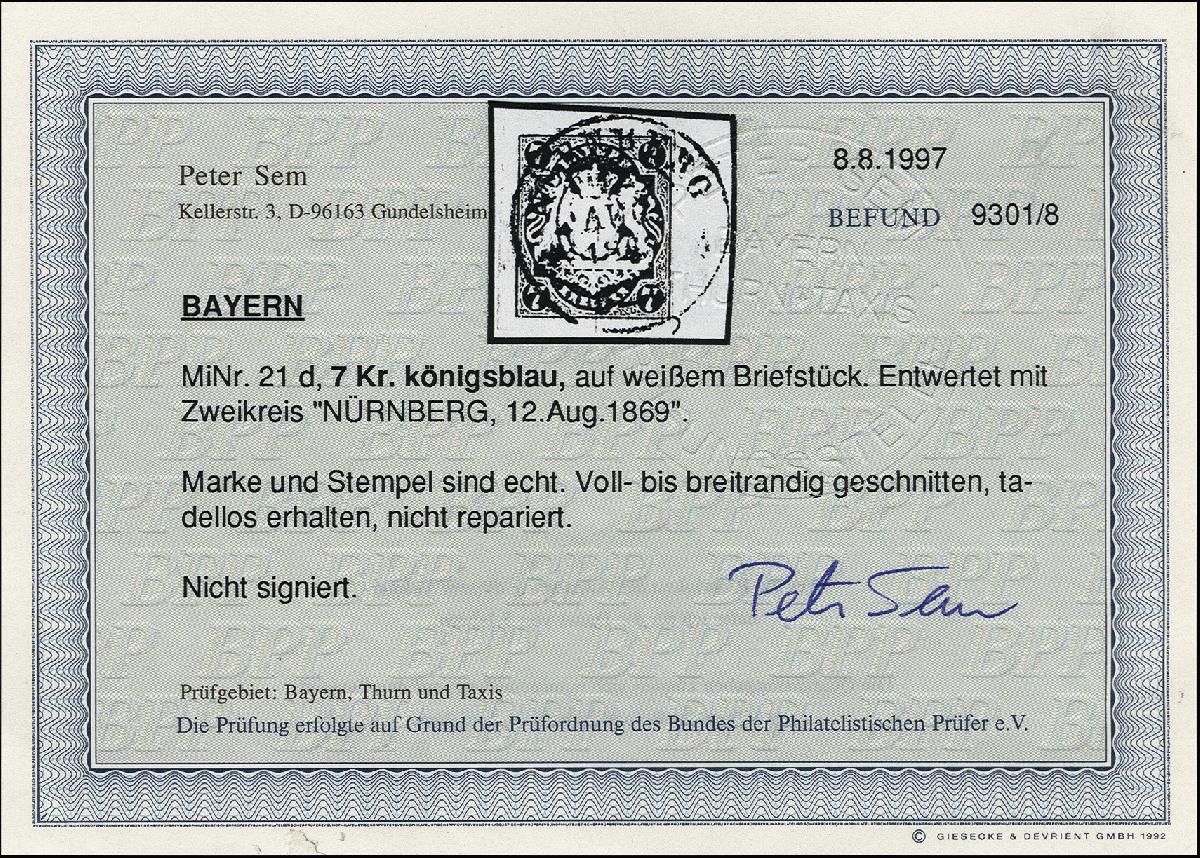 Peter Sem
Kellerstr. 3, D-96163 Gundelsheim
8.8.1997
BEFUND 9301/8
BAYERN
MiNr. 21 d, 7 Kr. königsblau, auf weißem Briefstück. Entwertet mit
Zweikreis "NÜRNBERG, 12.Aug.1869".
Marke und Stempel sind echt. Voll- bis breitrandig geschnitten, ta-
dellos erhalten, nicht repariert.
Nicht signiert.
Peter Sem
Prüfgebiet: Bayern, Thurn und Taxis
Die Prüfung erfolgte auf Grund der Prüfordnung des Bundes der Philatelistischen Prüfer e.V.
© GIESECKE & DEVRIENT GMBH 1992